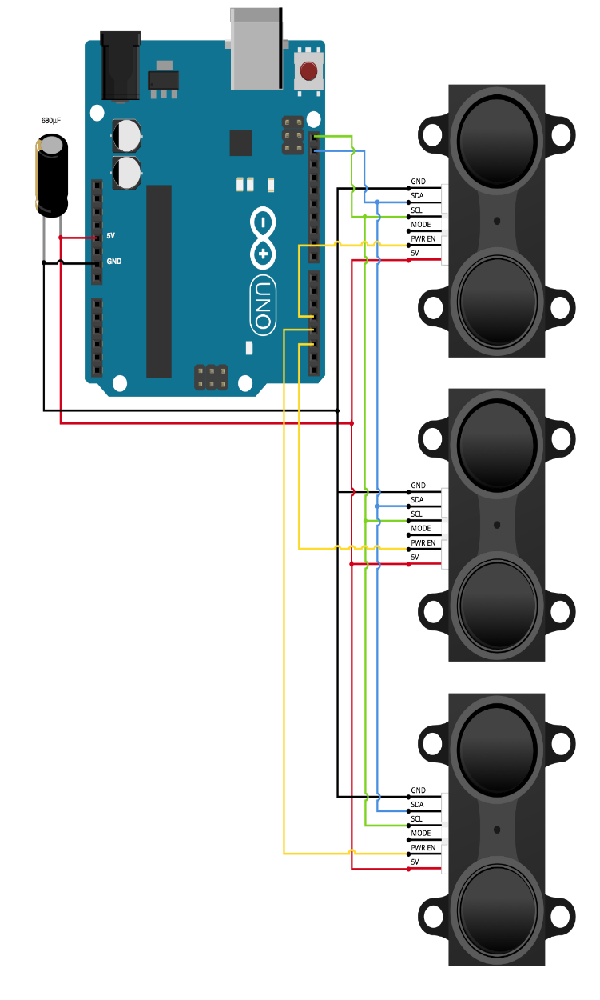 680µF
5V
GND
UNO
GND
SDA
SCL
MODE
PWR EN
5V
GND
SDA
SCL
MODE
PWR EN
5V
GND
SDA
SCL
MODE
PWR EN
5V